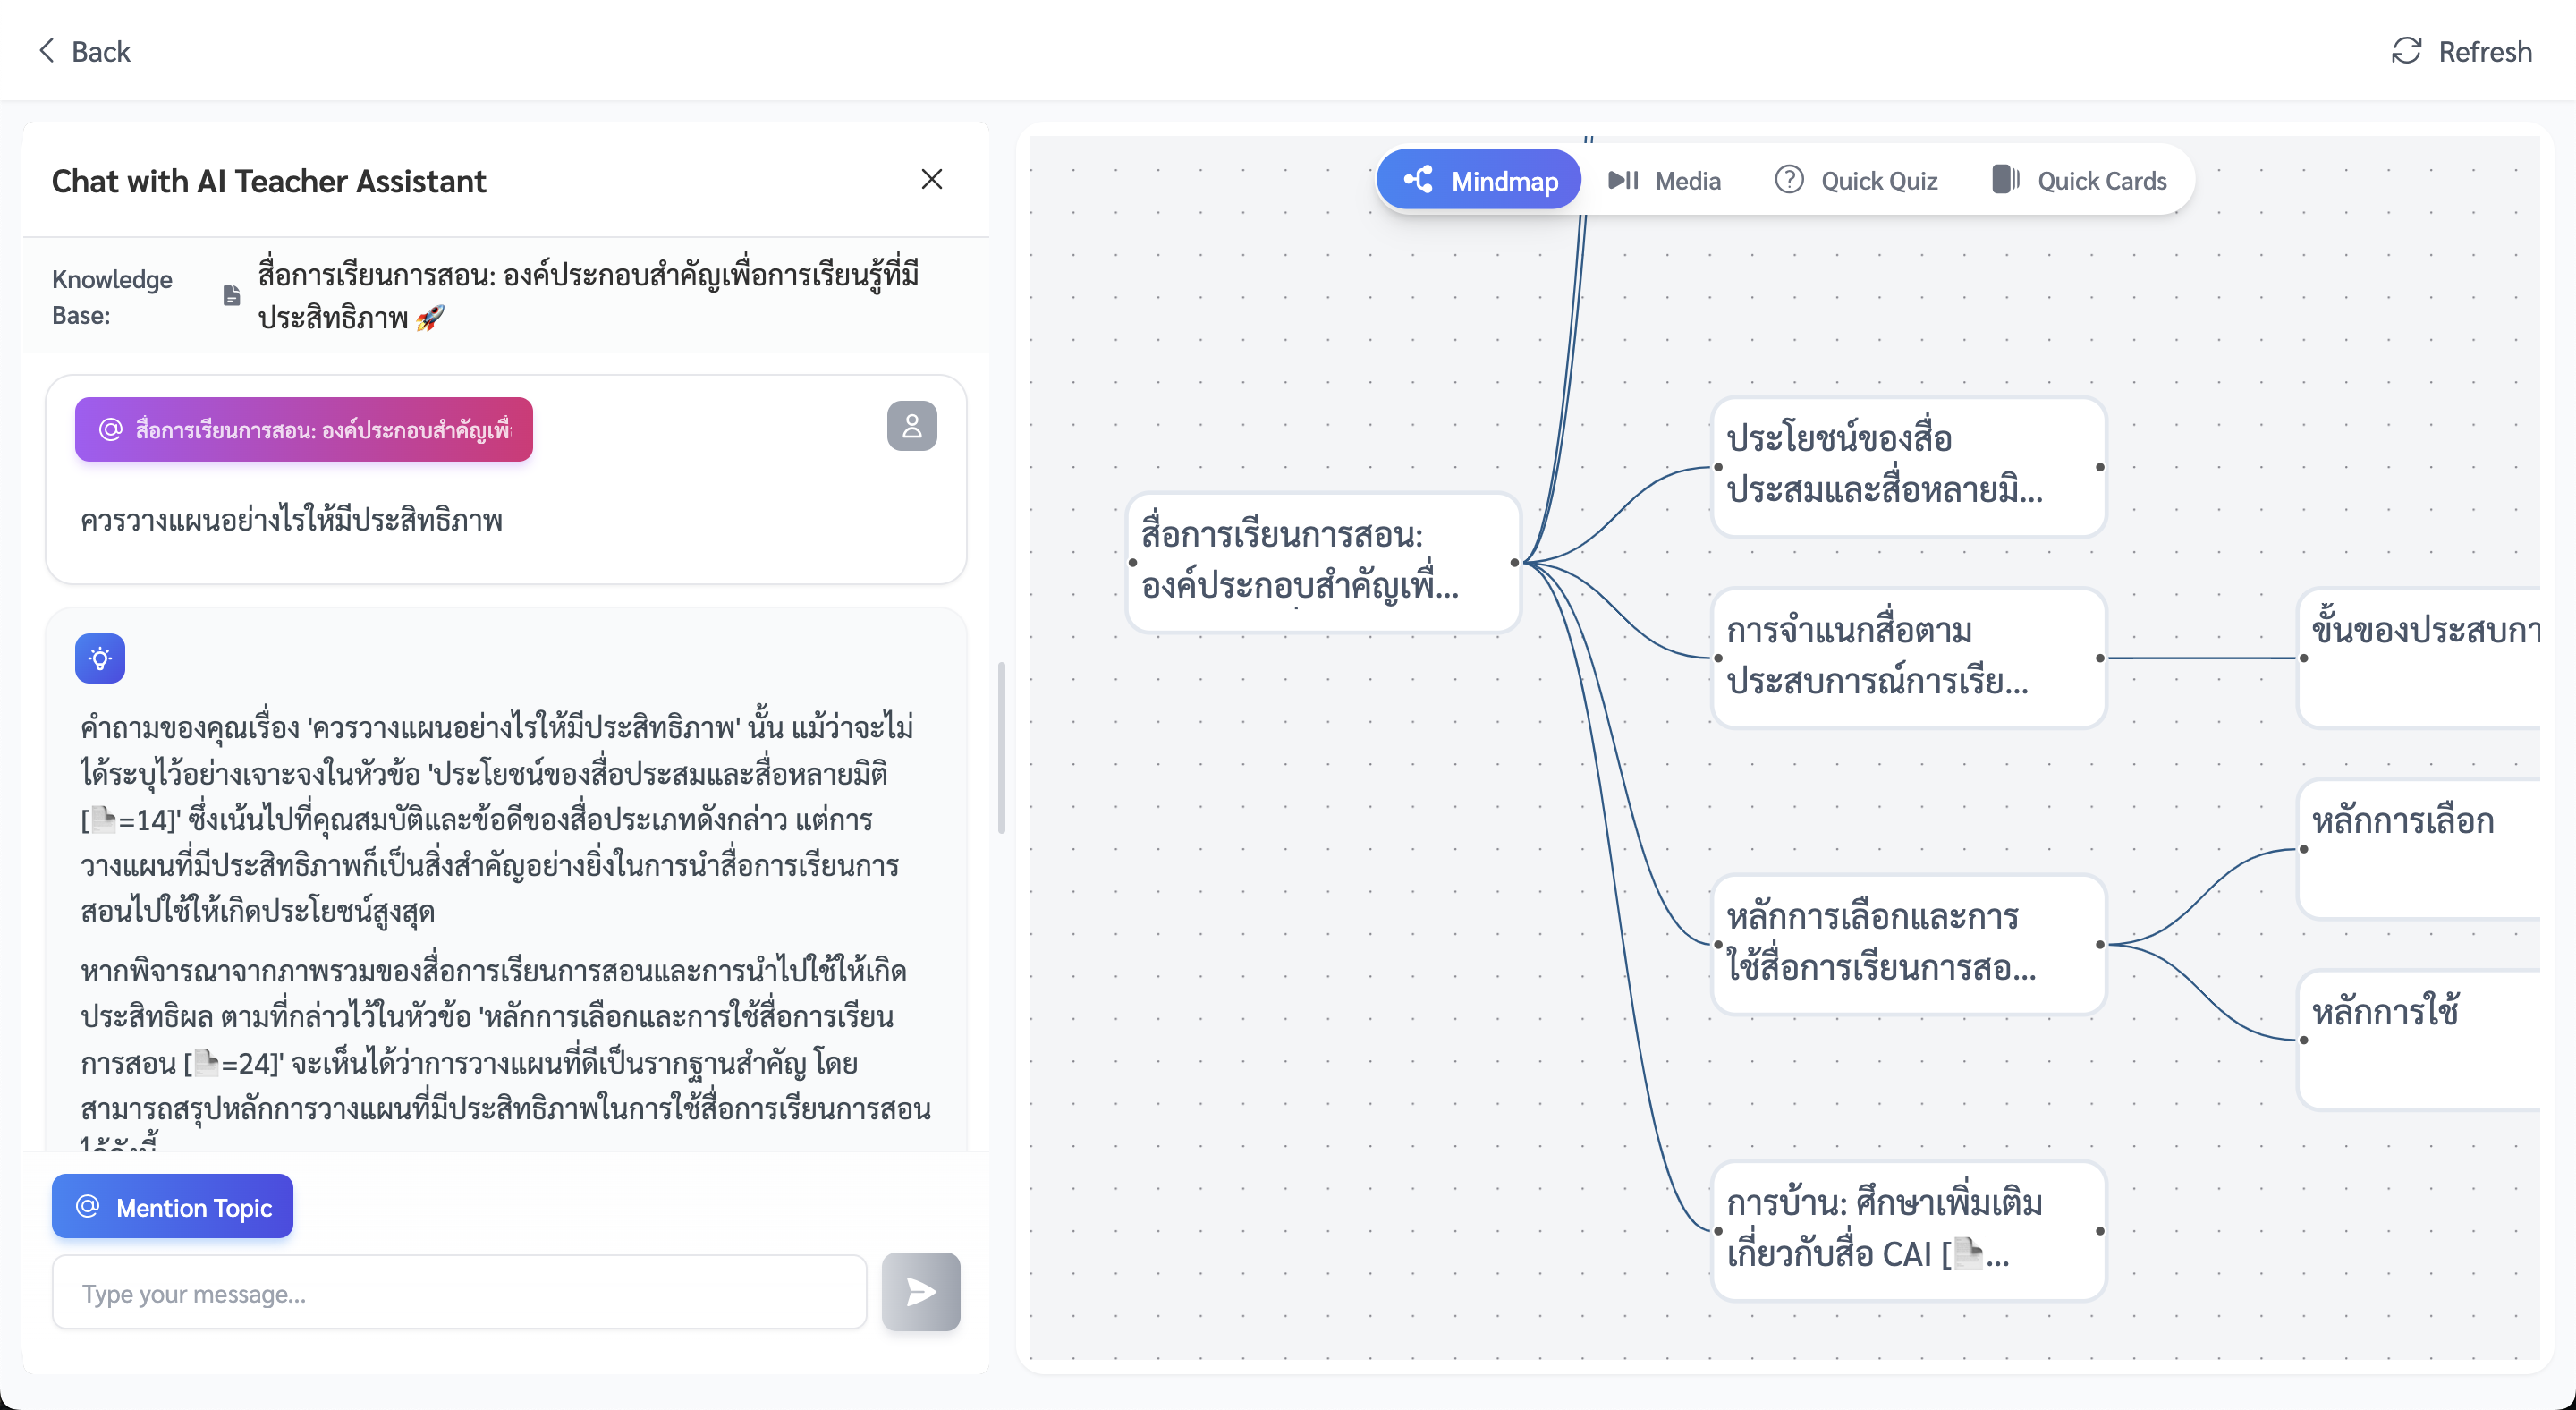 Back
Refresh
Chat with AI Teacher Assistant
Knowledge
Base:
สื่อการเรียนการสอน: องค์ประกอบสำคัญเพื่อการเรียนรู้ที่มี
ประสิทธิภาพ 🚀
@ สื่อการเรียนการสอน: องค์ประกอบสำคัญเพื่
ควรวางแผนอย่างไรให้มีประสิทธิภาพ
คำถามของคุณเรื่อง 'ควรวางแผนอย่างไรให้มีประสิทธิภาพ' นั้น แม้ว่าจะไม่
ได้ระบุไว้อย่างเจาะจงในหัวข้อ 'ประโยชน์ของสื่อประสมและสื่อหลายมิติ
[📄=14]' ซึ่งเน้นไปที่คุณสมบัติและข้อดีของสื่อประเภทดังกล่าว แต่การ
วางแผนที่มีประสิทธิภาพก็เป็นสิ่งสำคัญอย่างยิ่งในการนำสื่อการเรียนการ
สอนไปใช้ให้เกิดประโยชน์สูงสุด
หากพิจารณาจากภาพรวมของสื่อการเรียนการสอนและการนำไปใช้ให้เกิด
ประสิทธิผล ตามที่กล่าวไว้ในหัวข้อ 'หลักการเลือกและการใช้สื่อการเรียน
การสอน [📄=24]' จะเห็นได้ว่าการวางแผนที่ดีเป็นรากฐานสำคัญ โดย
สามารถสรุปหลักการวางแผนที่มีประสิทธิภาพในการใช้สื่อการเรียนการสอน
@ Mention Topic
Type your message...
Mindmap
Media
Quick Quiz
Quick Cards
สื่อการเรียนการสอน:
องค์ประกอบสำคัญเพื่...
ประโยชน์ของสื่อ
ประสมและสื่อหลายมิ...
การจำแนกสื่อตาม
ประสบการณ์การเรีย...
ขั้นของประสบกา
หลักการเลือกและการ
ใช้สื่อการเรียนการสอ...
หลักการเลือก
หลักการใช้
การบ้าน: ศึกษาเพิ่มเติม
เกี่ยวกับสื่อ CAI [📄...